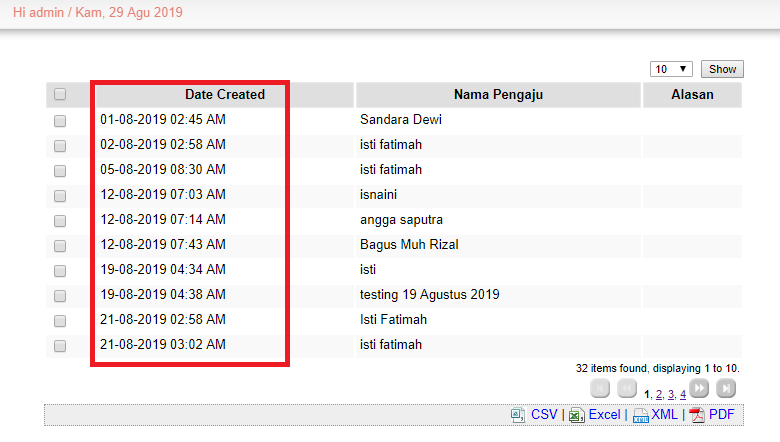 Hi admin / Kam, 29 Agu 2019
10 Show
Date Created Nama Pengaju Alasan
01-08-2019 02:45 AM Sandara Dewi
02-08-2019 02:58 AM isti fatimah
05-08-2019 08:30 AM isti fatimah
12-08-2019 07:03 AM isnaini
12-08-2019 07:14 AM angga saputra
12-08-2019 07:43 AM Bagus Muh Rizal
19-08-2019 04:34 AM isti
19-08-2019 04:38 AM testing 19 Agustus 2019
21-08-2019 02:58 AM Isti Fatimah
21-08-2019 03:02 AM isti fatimah
32 items found, displaying 1 to 10.
1, 2, 3, 4
CSV | Excel | XML | PDF